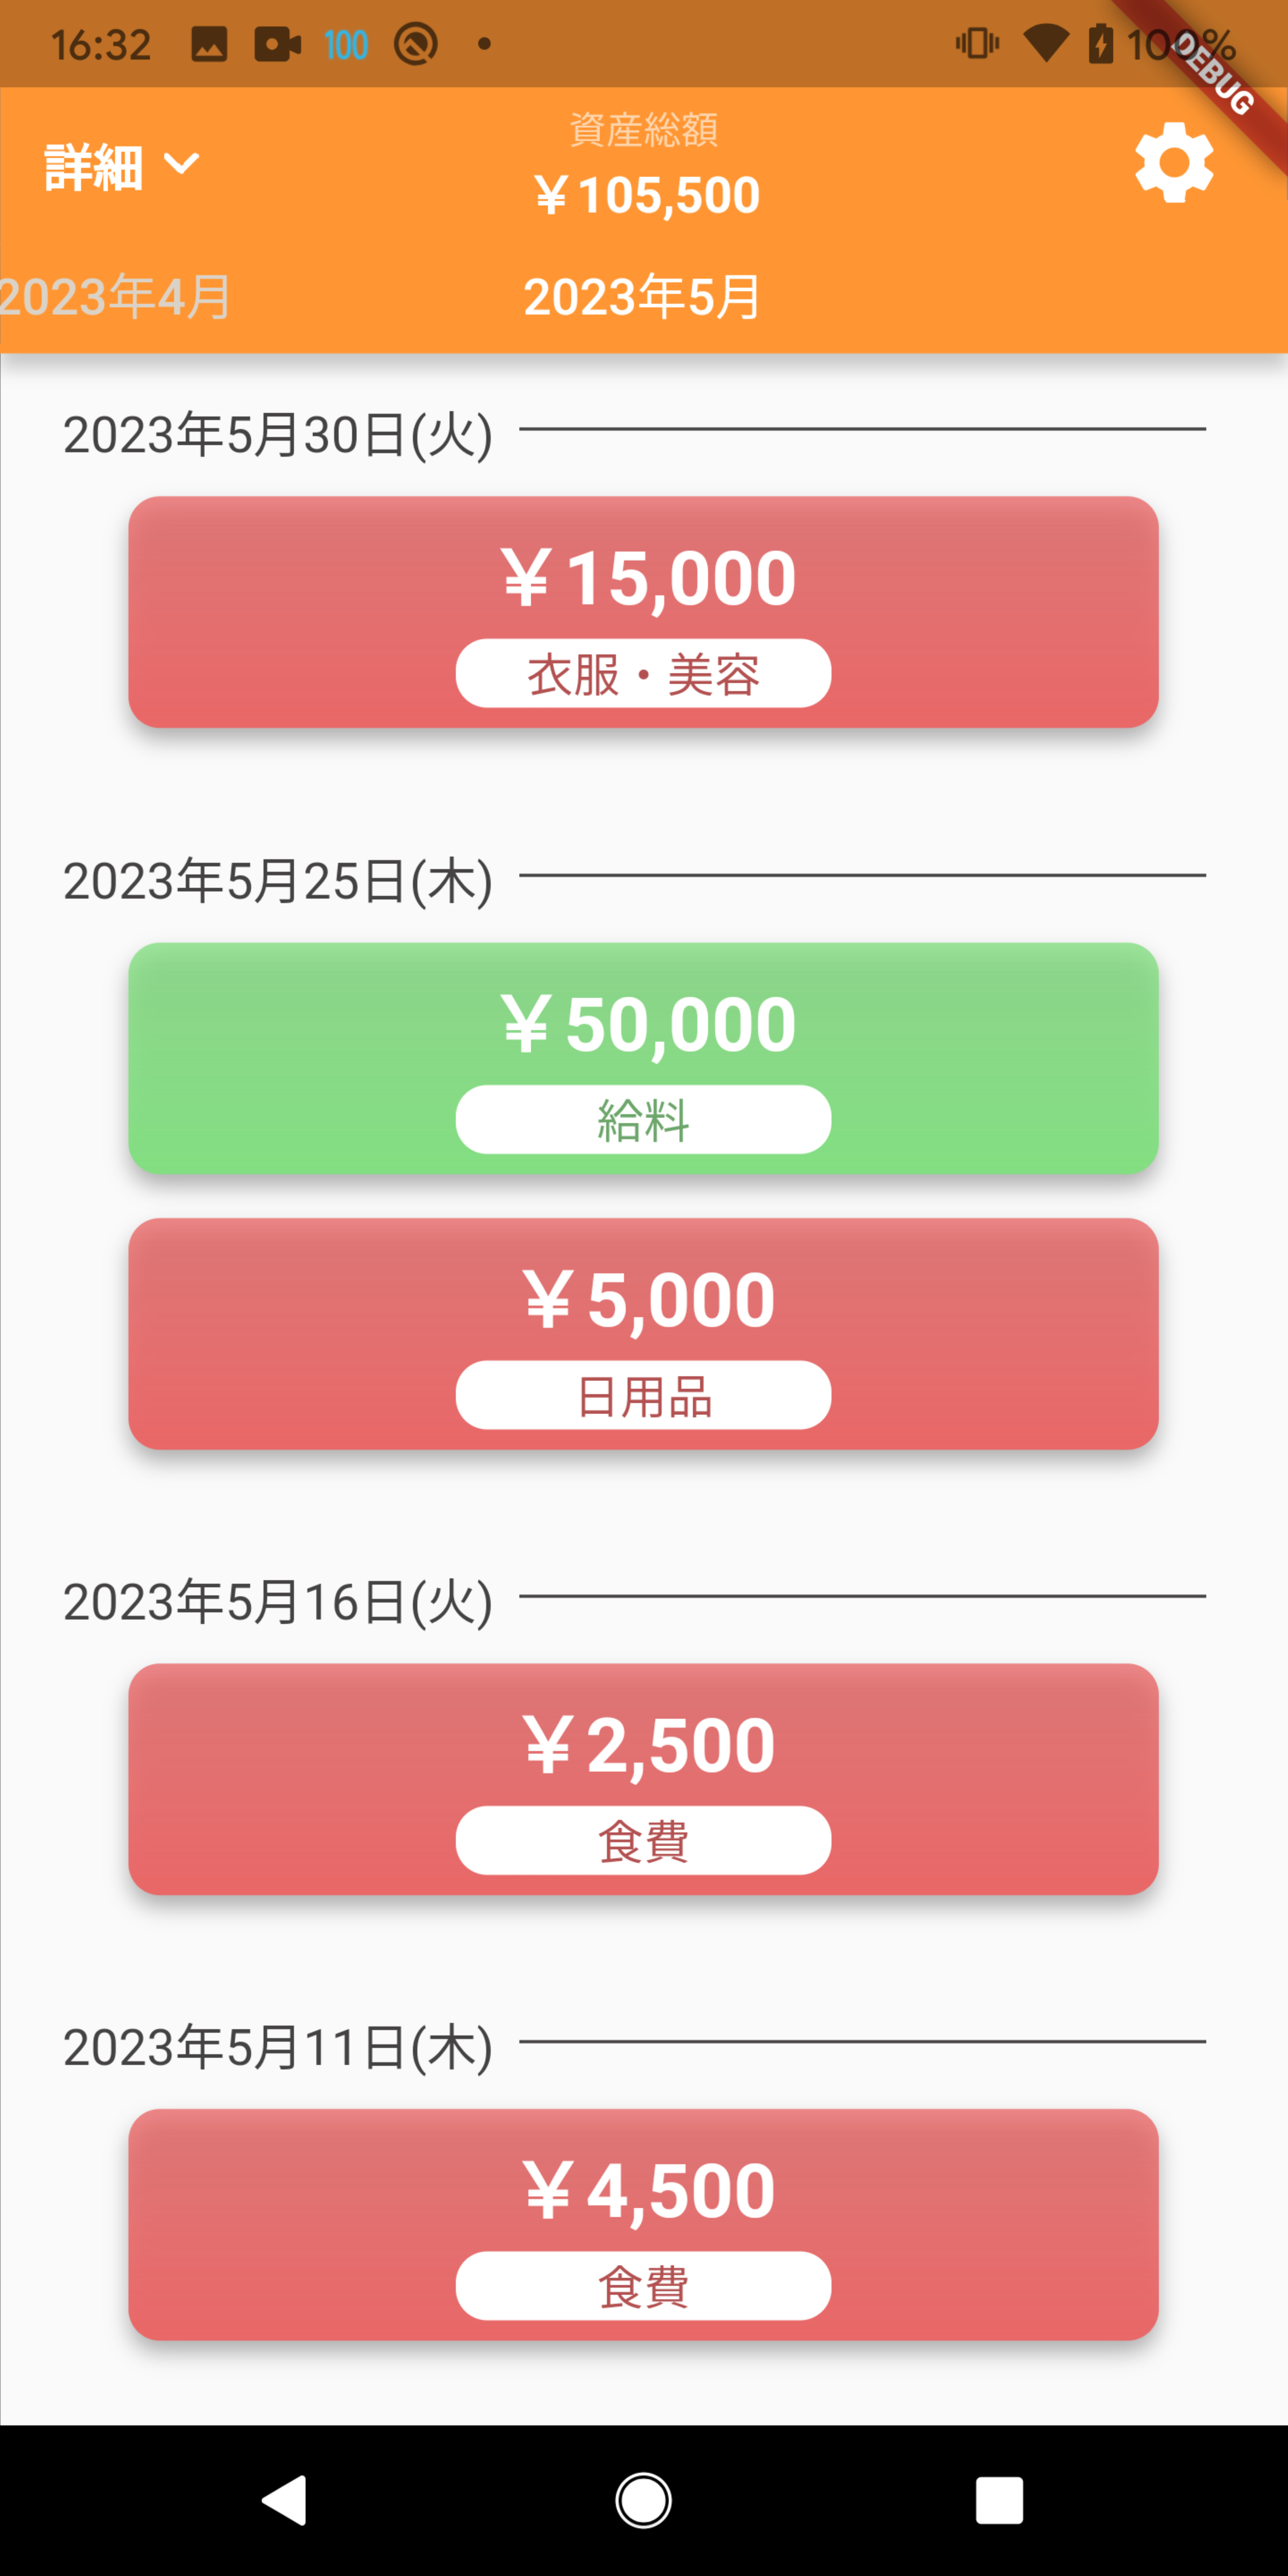 16:32 100 100%
DEBUG
詳細
資産総額
￥105,500
2023年4月 2023年5月
2023年5月30日(火)
￥15,000
衣服・美容
2023年5月25日(木)
￥50,000
給料
￥5,000
日用品
2023年5月16日(火)
￥2,500
食費
2023年5月11日(木)
￥4,500
食費